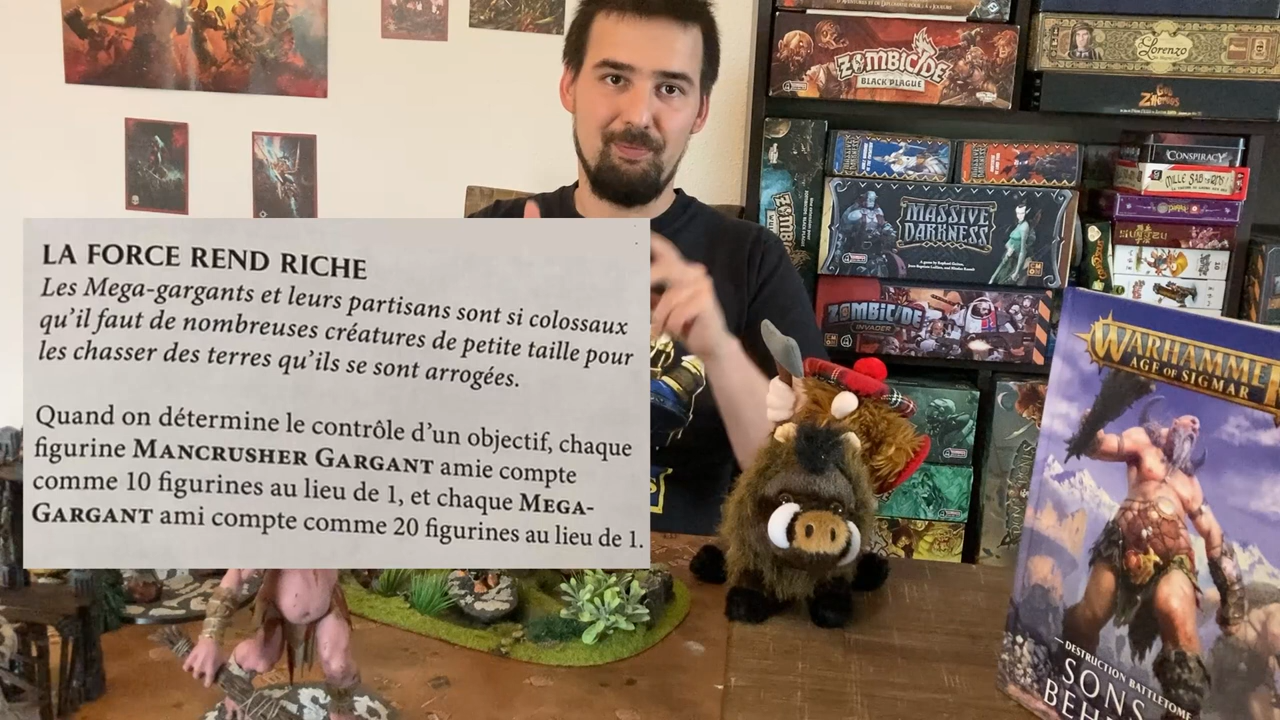 LA FORCE REND RICHE
Les Mega-gargants et leurs partisans sont si colossaux
qu'il faut de nombreuses créatures de petite taille pour
les chasser des terres qu'ils se sont arrogées.
Quand on détermine le contrôle d'un objectif, chaque
figurine MANCRUSHER GARGANT amie compte
comme 10 figurines au lieu de 1, et chaque MEGA-
GARGANT ami compte comme 20 figurines au lieu de 1.
ZOMBICIDE
BLACK PLAGUE
Lorenzo
CONSPIRACY
MASSIVE
DARKNESS
ZOMBICIDE
INVADER
WARHAMMER
AGE OF SIGMAR
DESTRUCTION BATTLETOME
SONS
BEH